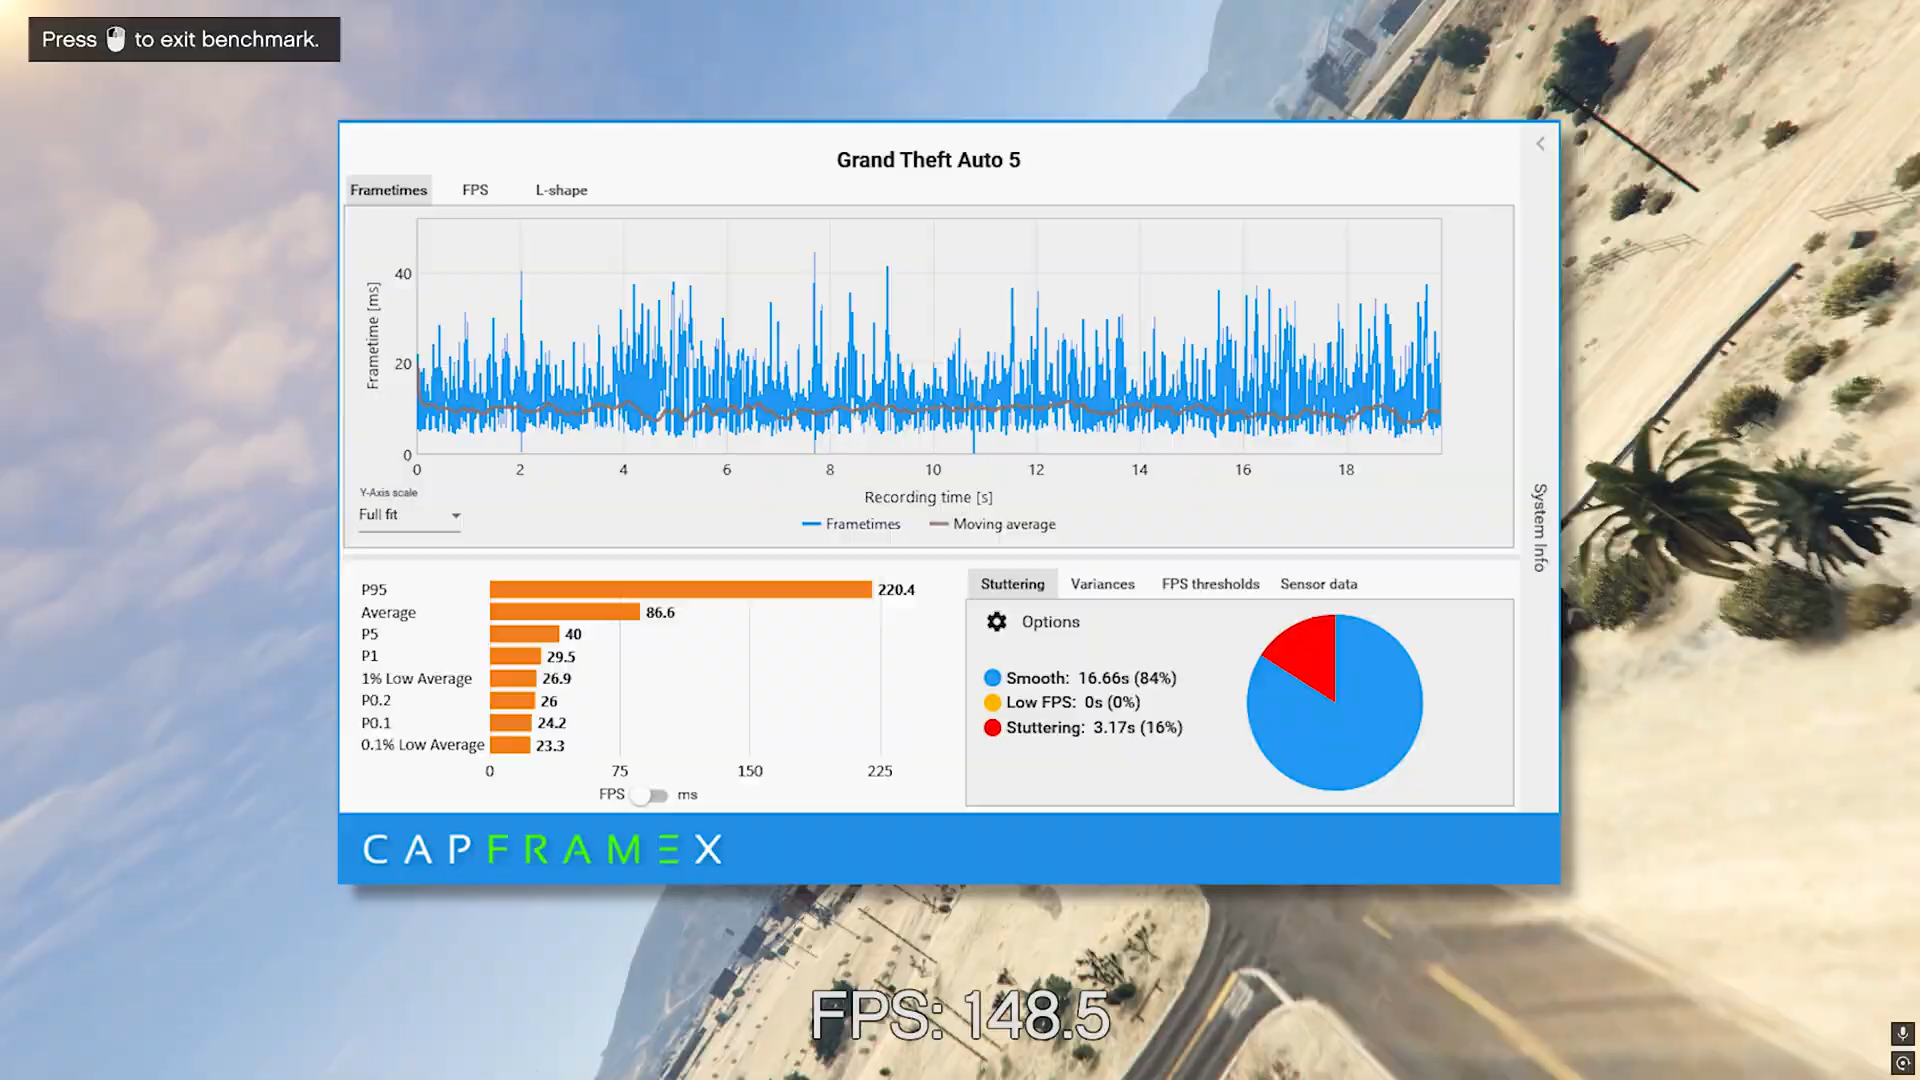 Press to exit benchmark.
Grand Theft Auto 5
Frametimes FPS L-shape
Frametime [ms]
40
20
0
0 2 4 6 8 10 12 14 16 18
Y-Axis scale
Full fit
Recording time [s]
Frametimes Moving average
System Info
P95 220.4
Average 86.6
P5 40
P1 29.5
1% Low Average 26.9
P0.2 26
P0.1 24.2
0.1% Low Average 23.3
0 75 150 225
FPS ms
Stuttering Variances FPS thresholds Sensor data
Options
Smooth: 16.66s (84%)
Low FPS: 0s (0%)
Stuttering: 3.17s (16%)
CAPFRAMEX
FPS: 148.5